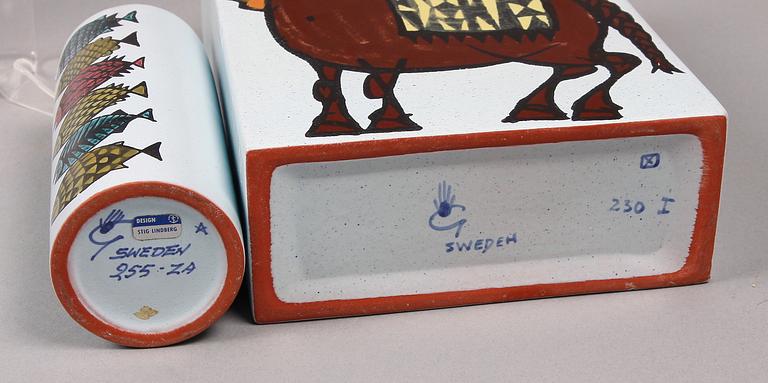 DESIGN
STIG LINDBERG
G
SWEDEN
255-ZA
A
G
SWEDEN
230 I